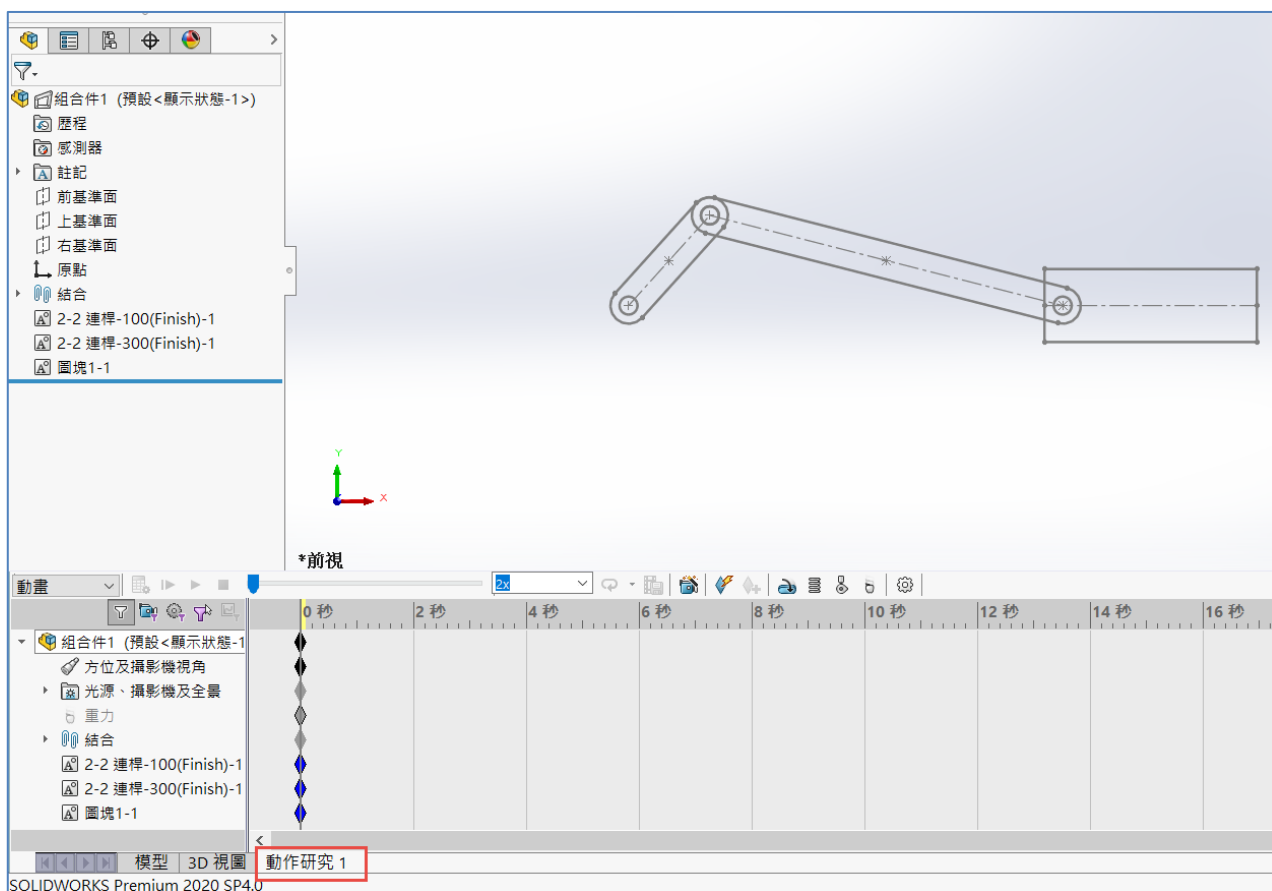 組合件1 (預設<顯示狀態-1>)
歷程
感測器
註記
前基準面
上基準面
右基準面
原點
結合
2-2 連桿-100(Finish)-1
2-2 連桿-300(Finish)-1
圖塊1-1
Y
X
*前視
動畫
2x
0 秒 2 秒 4 秒 6 秒 8 秒 10 秒 12 秒 14 秒 16 秒
組合件1 (預設<顯示狀態-1
方位及攝影機視角
光源、攝影機及全景
重力
結合
2-2 連桿-100(Finish)-1
2-2 連桿-300(Finish)-1
圖塊1-1
模型 3D 視圖 動作研究 1
SOLIDWORKS Premium 2020 SP4.0